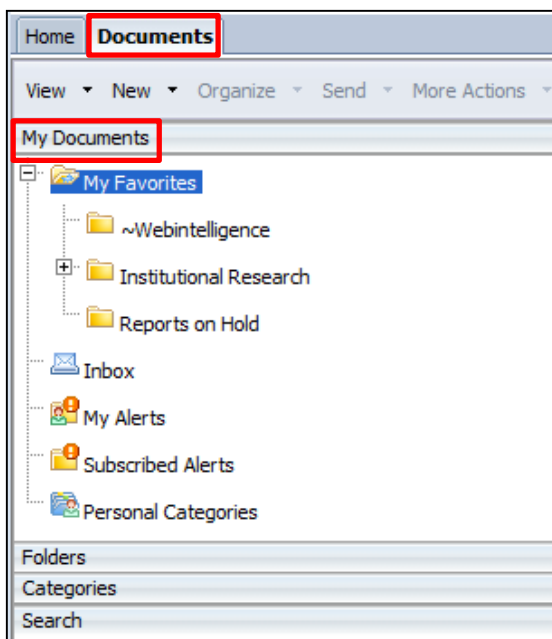 Home Documents
View New Organize Send More Actions
My Documents
My Favorites
~Webintelligence
Institutional Research
Reports on Hold
Inbox
My Alerts
Subscribed Alerts
Personal Categories
Folders
Categories
Search